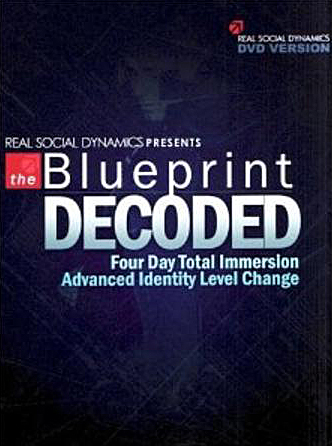 REAL SOCIAL DYNAMICS
DVD VERSION
REAL SOCIAL DYNAMICS PRESENTS
the Blueprint
DECODED
Four Day Total Immersion
Advanced Identity Level Change